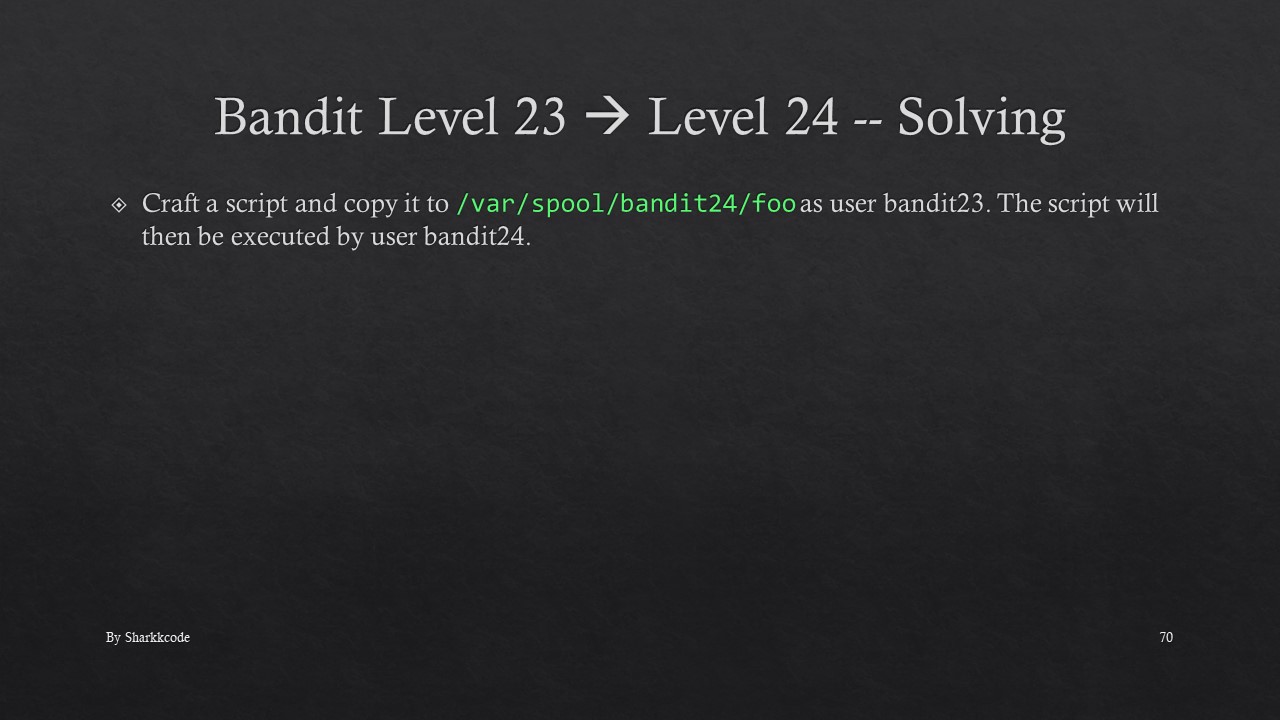 Bandit Level 23 → Level 24 -- Solving
Craft a script and copy it to /var/spool/bandit24/foo as user bandit23. The script will
then be executed by user bandit24.
By Sharkkcode
70